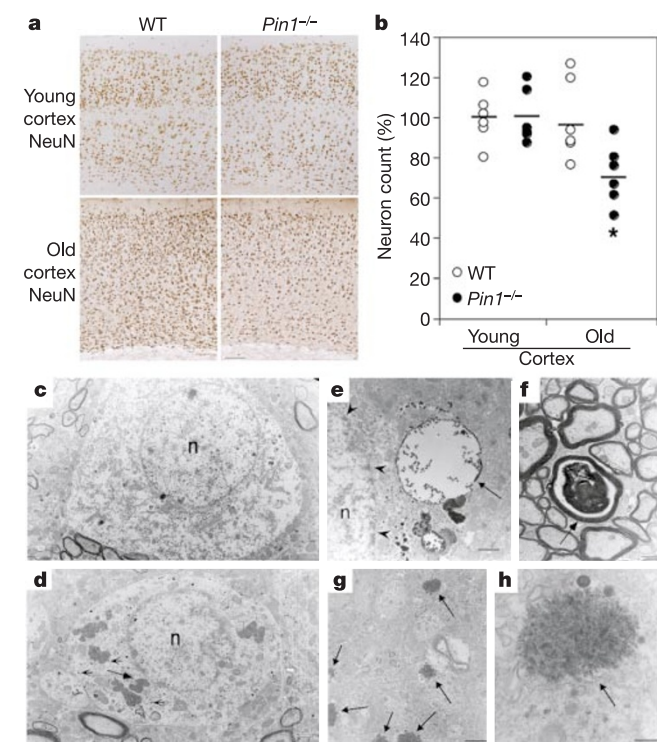 a
WT
Pin1−/−
Young
cortex
NeuN
Old
cortex
NeuN
b
Neuron count (%)
140
120
100
80
60
40
20
0
*
WT
Pin1−/−
Young
Old
Cortex
c
n
d
n
e
n
f
g
h